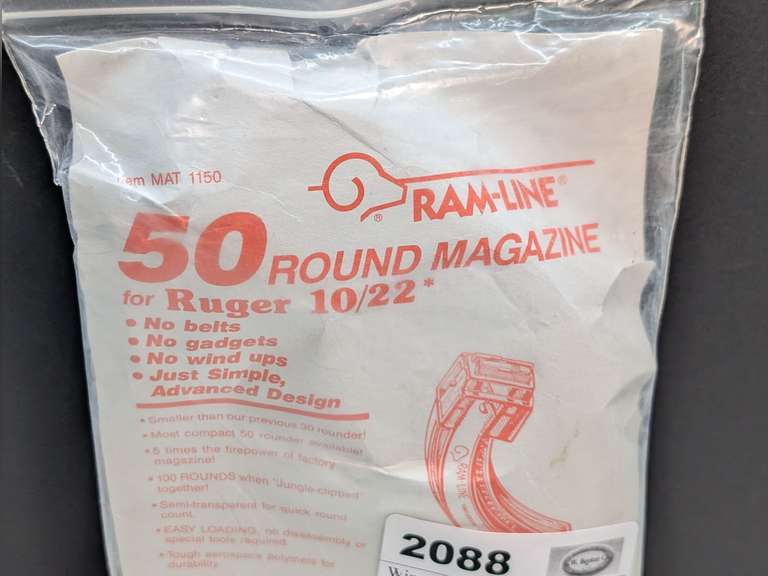 Item MAT 1150
RAM-LINE®
®
50 ROUND MAGAZINE
for Ruger 10/22*
• No belts
• No gadgets
• No wind ups
• Just Simple,
Advanced Design
• Smaller than our previous 30 rounder!
• Most compact 50 rounder available!
• 5 times the firepower of factory
magazine!
• 100 ROUNDS when "Jungle-clipped"
together!
• Semi-transparent for quick round
count.
• EASY LOADING, no disassembly or
special tools required.
• Tough aerospace polymers for
durability.
RAM-LINE
2088